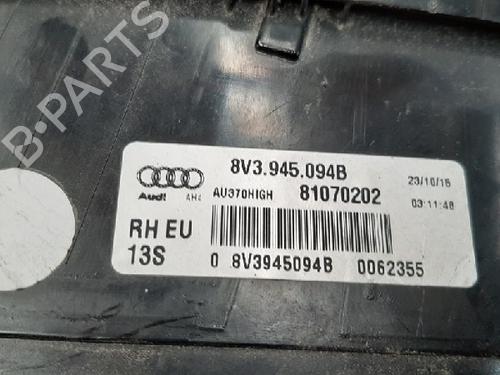 B-PARTS
8V3.945.094B
23/10/15
Audi AH4 AU370HIGH 81070202
03:11:48
RH EU
13S 0 8V3945094B 0062355